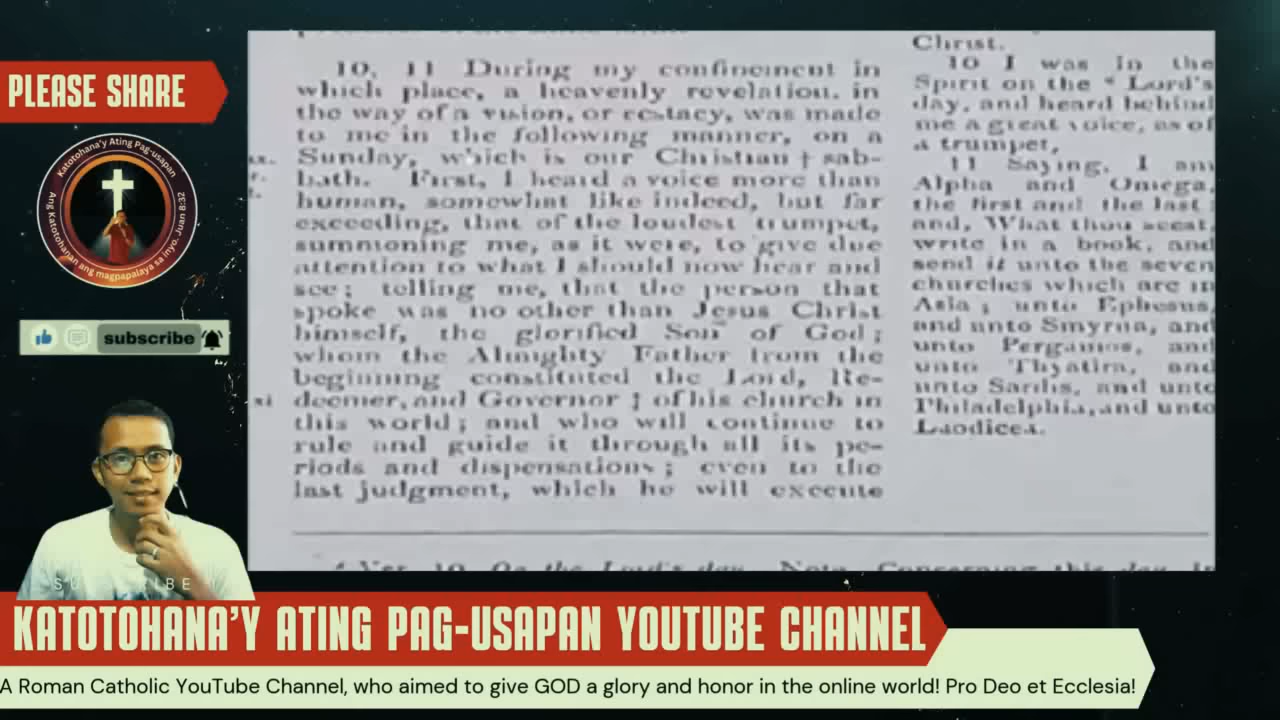 PLEASE SHARE
Katotohana'y Ating Pag-usapan
Ang Katotohanan ang magpapalaya sa inyo. Juan 8:32
subscribe
10, 11 During my confinement in
which place, a heavenly revelation, in
the way of a vision, or ecstacy, was made
to me in the following manner, on a
Sunday, which is our Christian † sab-
bath. First, I heard a voice more than
human, somewhat like indeed, but far
exceeding, that of the loudest trumpet,
summoning me, as it were, to give due
attention to what I should now hear and
see; telling me, that the person that
spoke was no other than Jesus Christ
himself, the glorified Son of God;
whom the Almighty Father from the
beginning constituted the Lord, Re-
deemer, and Governor ‡ of his church in
this world; and who will continue to
rule and guide it through all its pe-
riods and dispensations; even to the
last judgment, which he will execute
Christ.
10 I was in the
Spirit on the * Lord's
day, and heard behind
me a great voice, as of
a trumpet,
11 Saying, I am
Alpha and Omega,
the first and the last:
and, What thou seest,
write in a book, and
send it unto the seven
churches which are in
Asia; unto Ephesus,
and unto Smyrna, and
unto Pergamos, and
unto Thyatira, and
unto Sardis, and unto
Philadelphia, and unto
Laodicea.
* Ver. 10. On the Lord's day. Note, Concerning this day, it
KATOTOHANA'Y ATING PAG-USAPAN YOUTUBE CHANNEL
A Roman Catholic YouTube Channel, who aimed to give GOD a glory and honor in the online world! Pro Deo et Ecclesia!